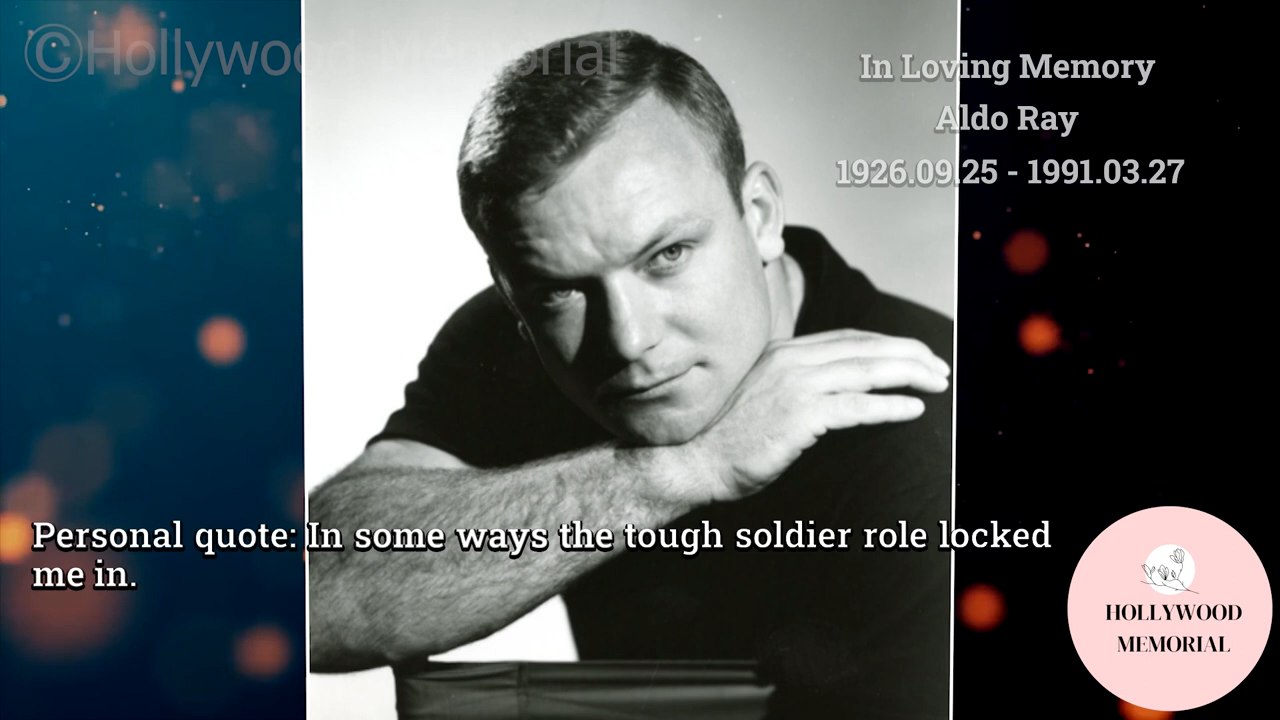 ©Hollywood Memorial
In Loving Memory
Aldo Ray
1926.09.25 - 1991.03.27
Personal quote: In some ways the tough soldier role locked
me in.
HOLLYWOOD
MEMORIAL